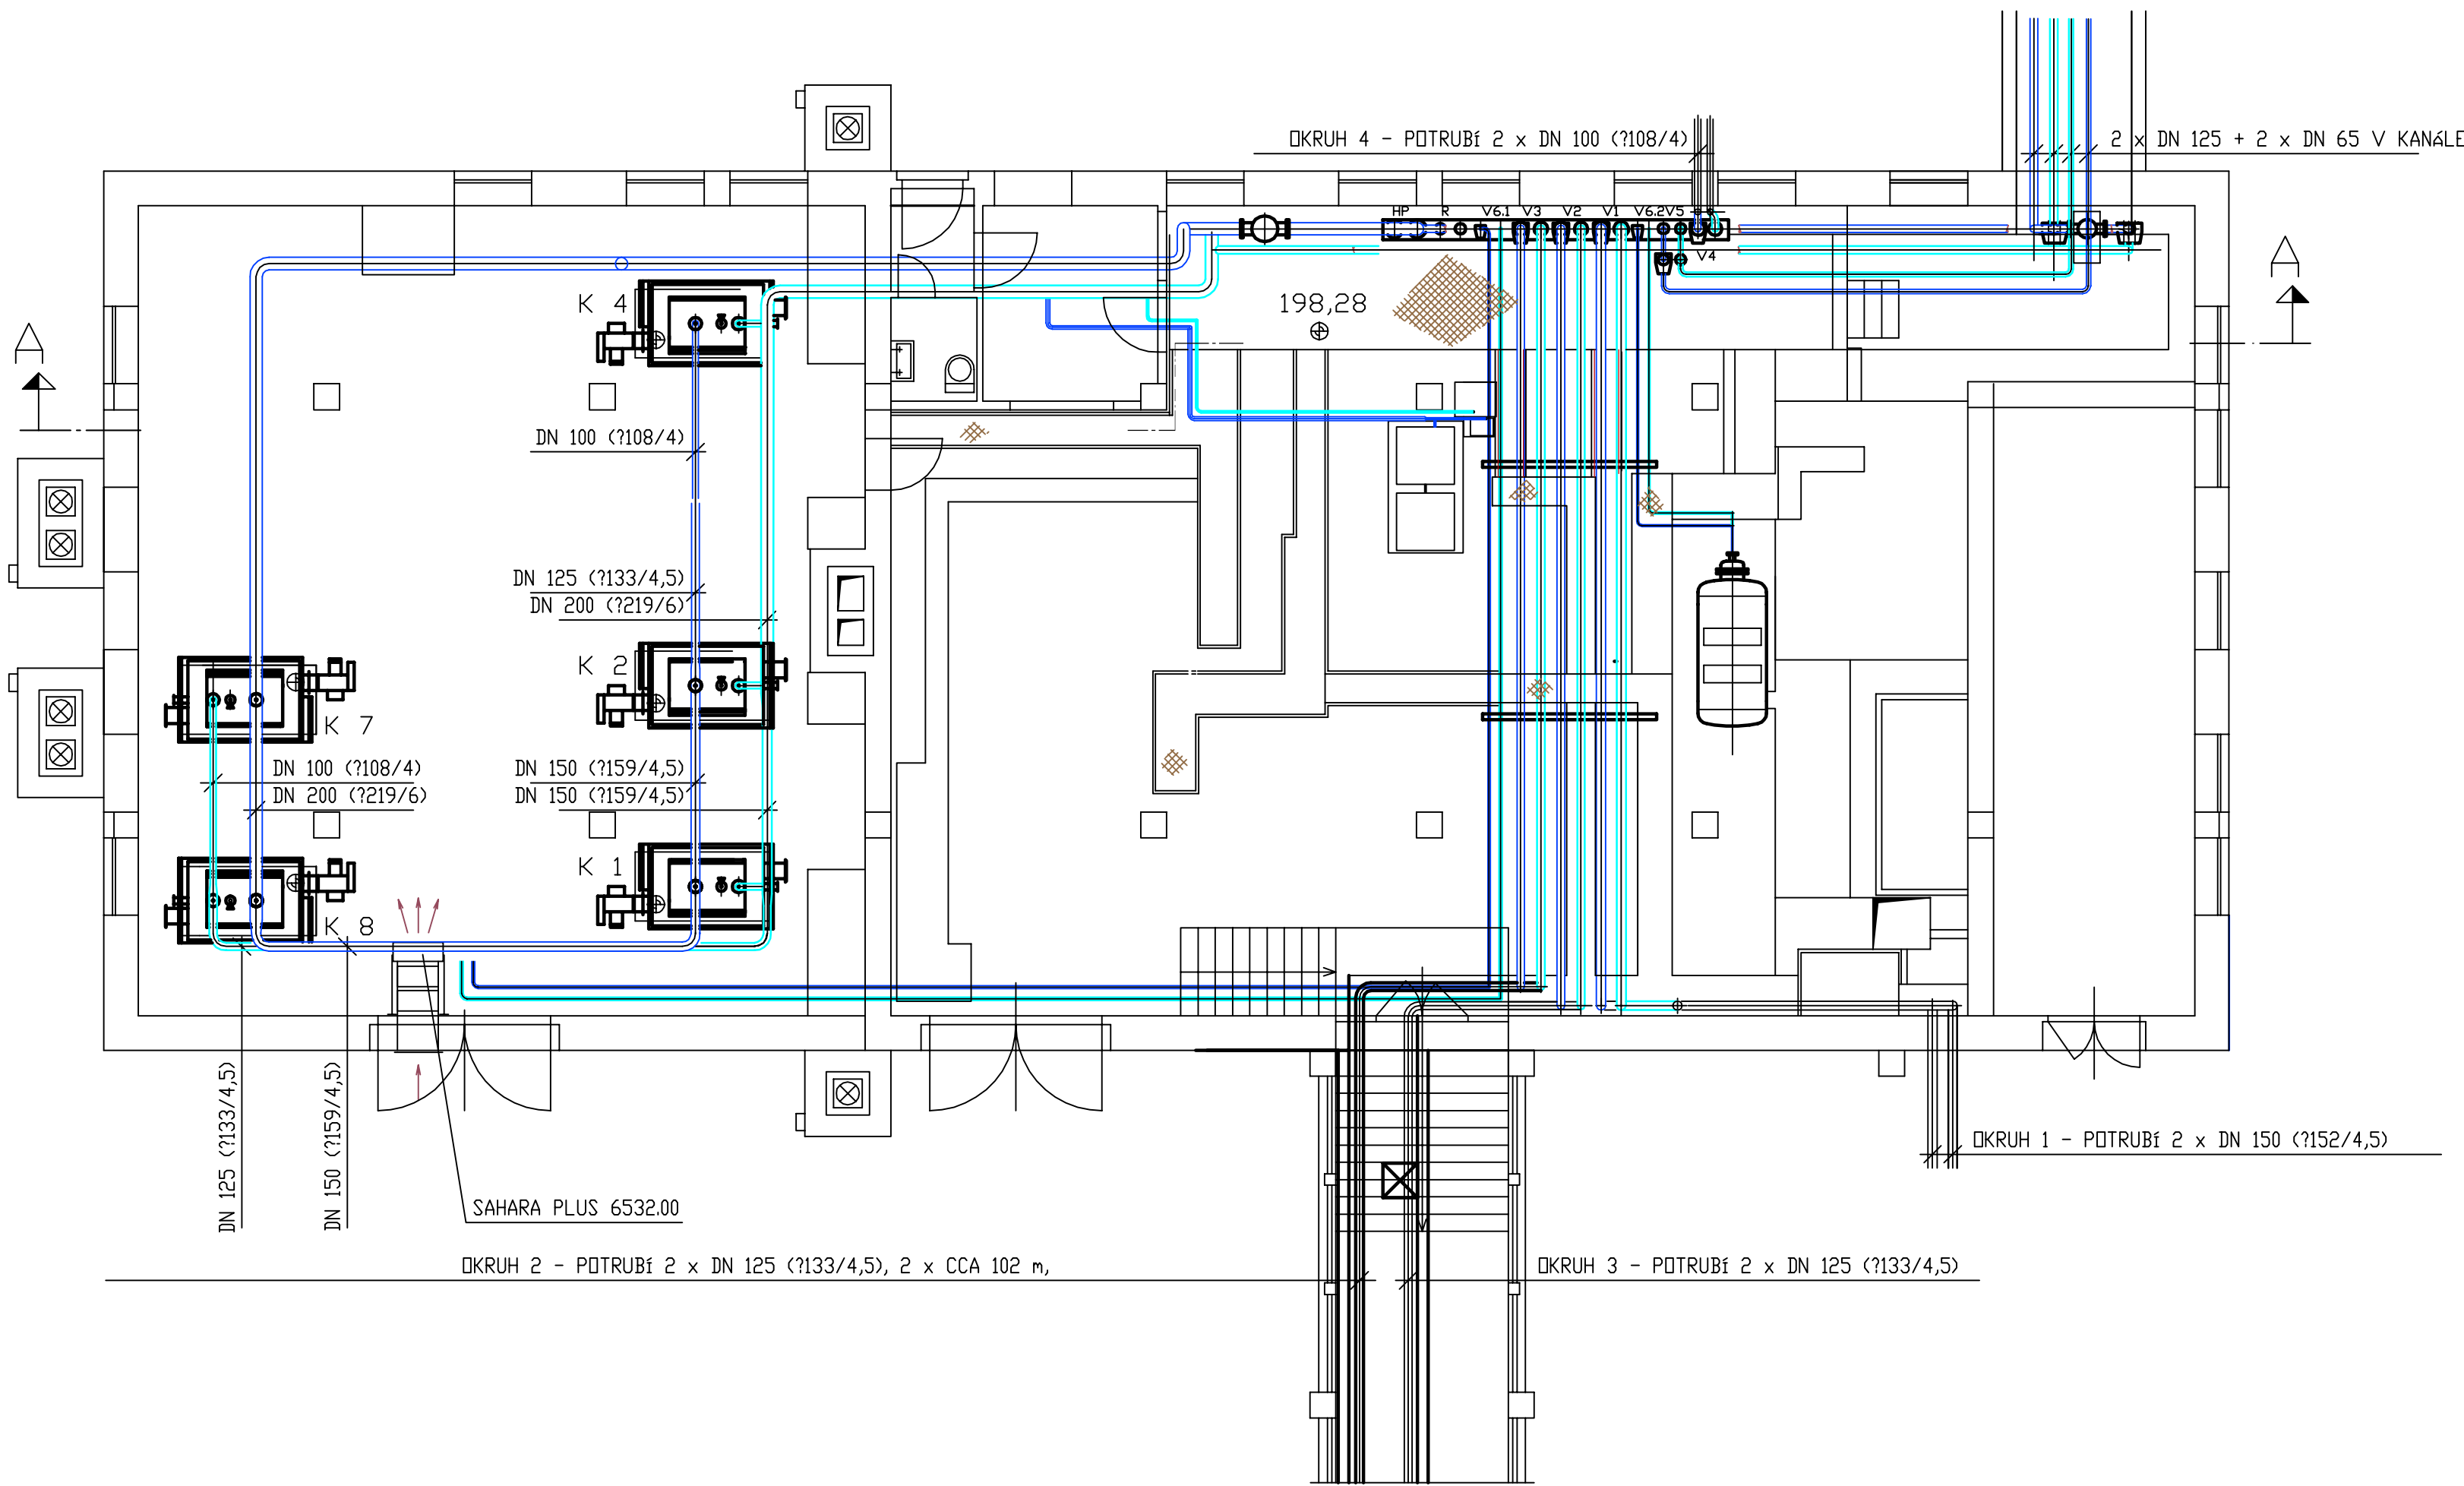 OKRUH 4 - POTRUBÍ 2 x DN 100 (?108/4)
2 x DN 125 + 2 x DN 65 V KANÁLE
HP R V6.1 V3 V2 V1 V6.2 V5
V4
K 4
198,28
A
A
DN 100 (?108/4)
DN 125 (?133/4,5)
DN 200 (?219/6)
K 2
K 7
DN 100 (?108/4)
DN 200 (?219/6)
DN 150 (?159/4,5)
DN 150 (?159/4,5)
K 1
K 8
DN 125 (?133/4,5)
DN 150 (?159/4,5)
OKRUH 1 - POTRUBÍ 2 x DN 150 (?152/4,5)
SAHARA PLUS 6532.00
OKRUH 2 - POTRUBÍ 2 x DN 125 (?133/4,5), 2 x CCA 102 m,
OKRUH 3 - POTRUBÍ 2 x DN 125 (?133/4,5)